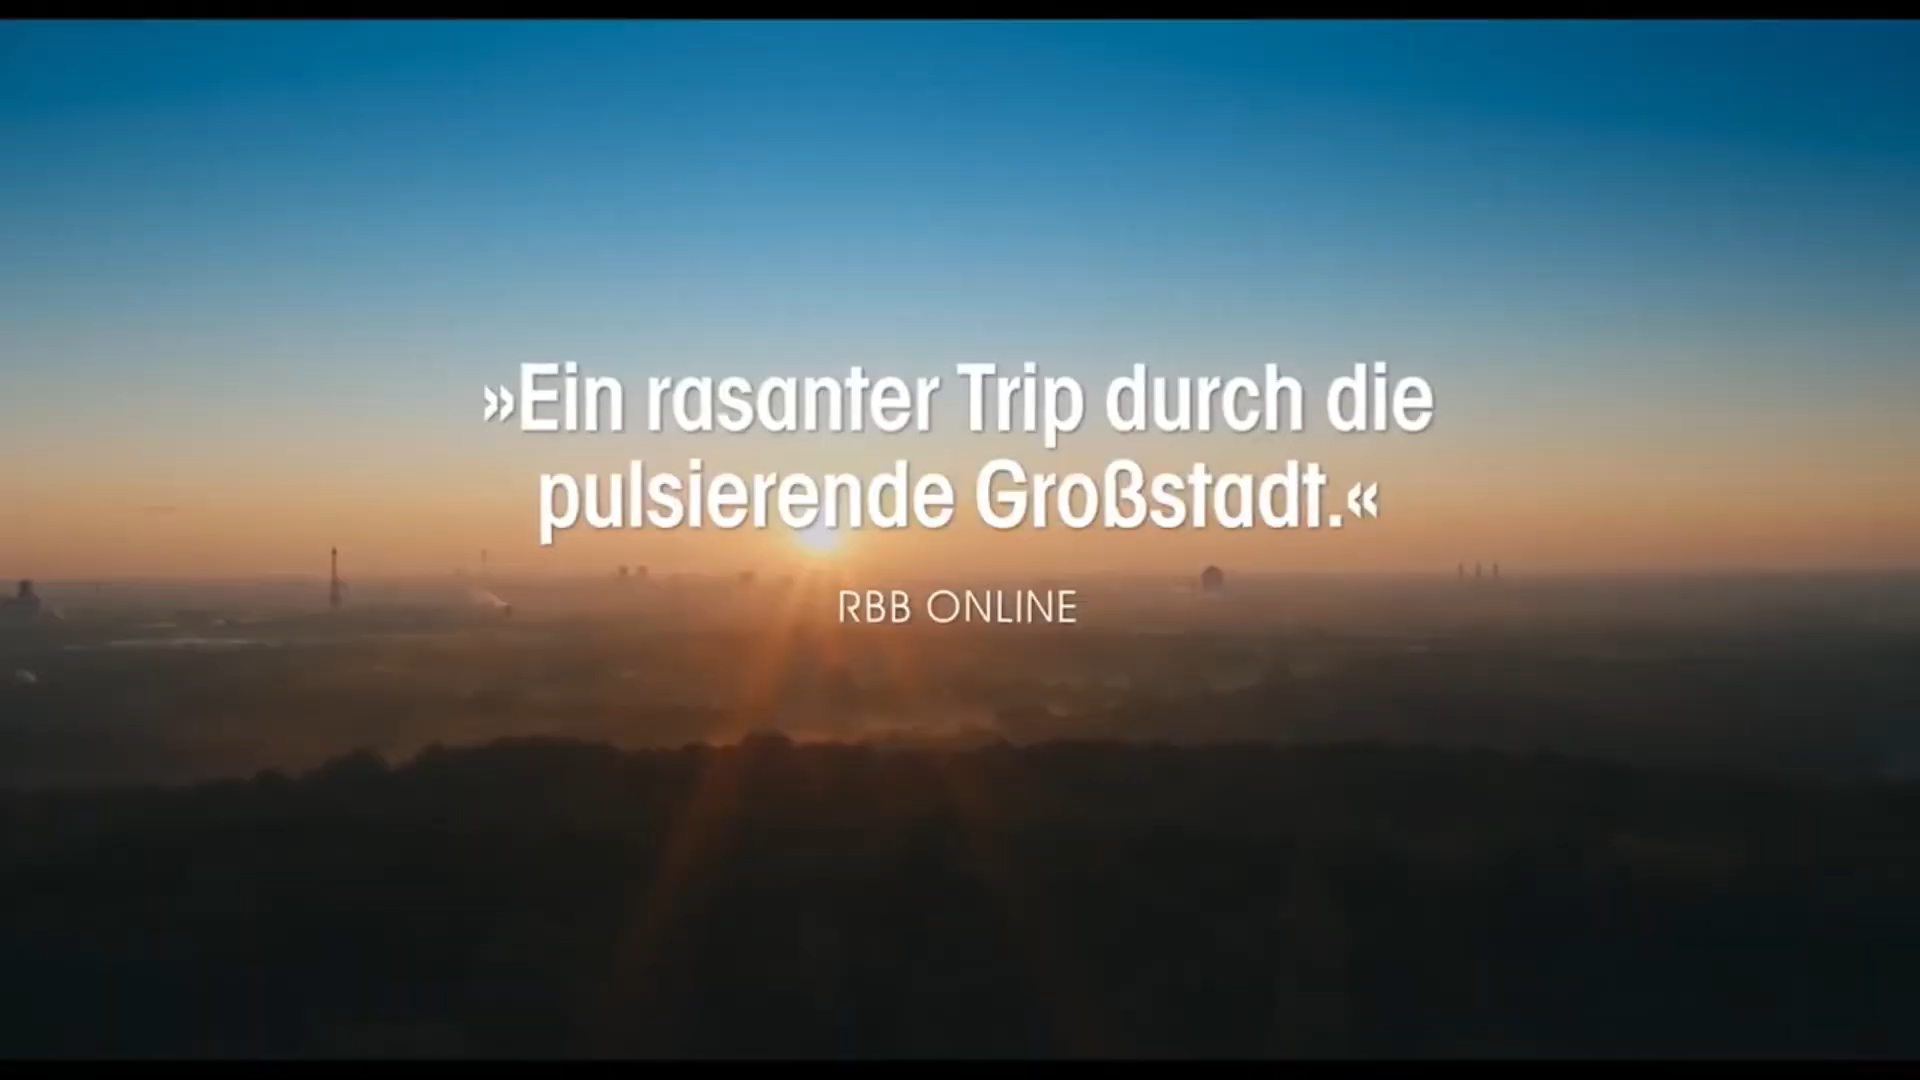 »Ein rasanter Trip durch die
pulsierende Großstadt.«
RBB ONLINE